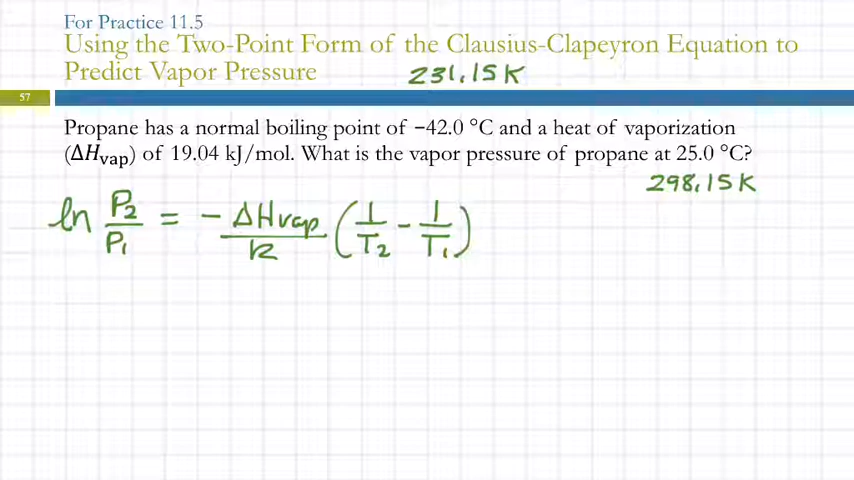 For Practice 11.5
Using the Two-Point Form of the Clausius-Clapeyron Equation to
Predict Vapor Pressure
231.15K
57
Propane has a normal boiling point of −42.0 °C and a heat of vaporization
(ΔHvap) of 19.04 kJ/mol. What is the vapor pressure of propane at 25.0 °C?
298.15K
ln P2/P1 = - ΔHvap/R (1/T2 - 1/T1)